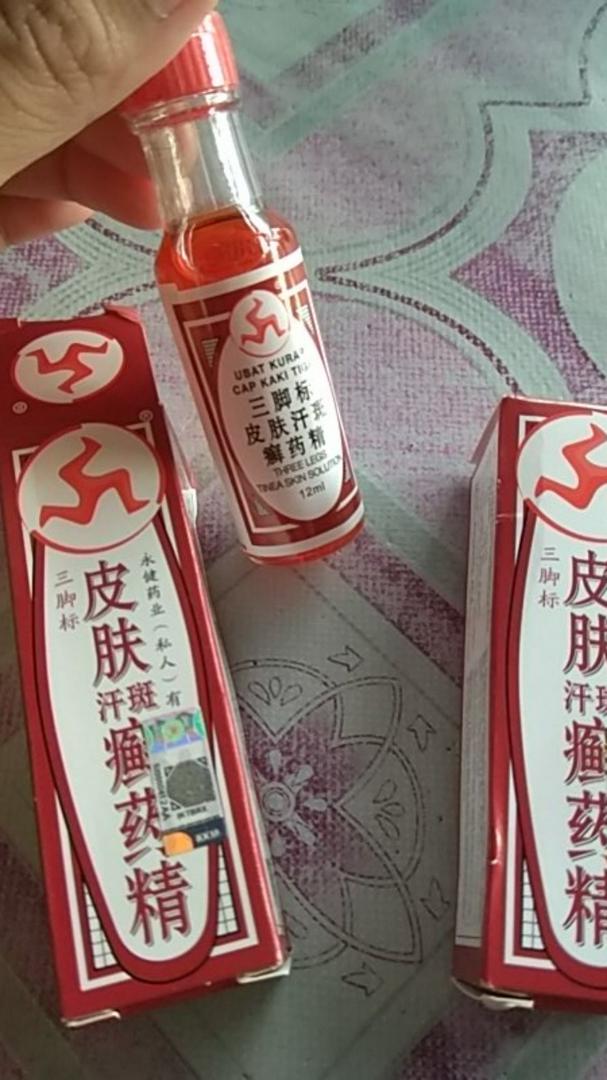 UBAT KURAP
CAP KAKI TIGA
三脚标
皮肤汗斑
癣药精
THREE LEGS
TINEA SKIN SOLUTION
12ml
®
®
三脚标
皮肤
汗斑
癣药精
永健药业(私人)有
三脚标
皮肤
汗斑
癣药精